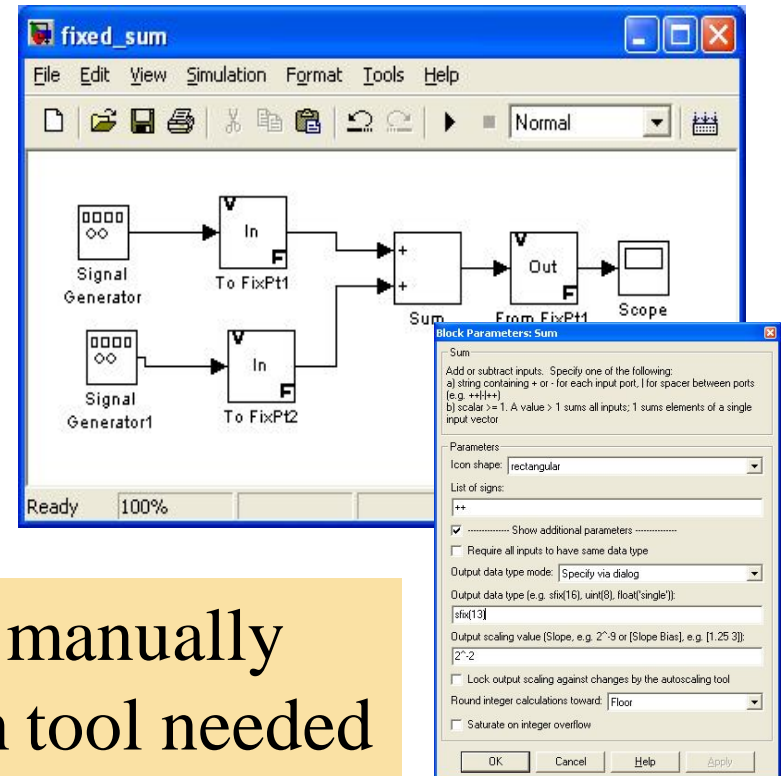 fixed_sum
File Edit View Simulation Format Tools Help
Normal
Signal
Generator
V
In
F
To FixPt1
+
+
Sum
V
Out
F
From FixPt1
Scope
Signal
Generator1
V
In
F
To FixPt2
Ready 100%
Block Parameters: Sum
Sum
Add or subtract inputs. Specify one of the following:
a) string containing + or - for each input port, | for spacer between ports
(e.g. ++|-|++)
b) scalar >= 1. A value > 1 sums all inputs; 1 sums elements of a single
input vector
Parameters
Icon shape: rectangular
List of signs:
++
--------------- Show additional parameters ---------------
Require all inputs to have same data type
Output data type mode: Specify via dialog
Output data type (e.g. sfix(16), uint(8), float('single')):
sfix(13)
Output scaling value (Slope, e.g. 2^-9 or [Slope Bias], e.g. [1.25 3]):
2^-2
Lock output scaling against changes by the autoscaling tool
Round integer calculations toward: Floor
Saturate on integer overflow
OK Cancel Help Apply
manually
tool needed